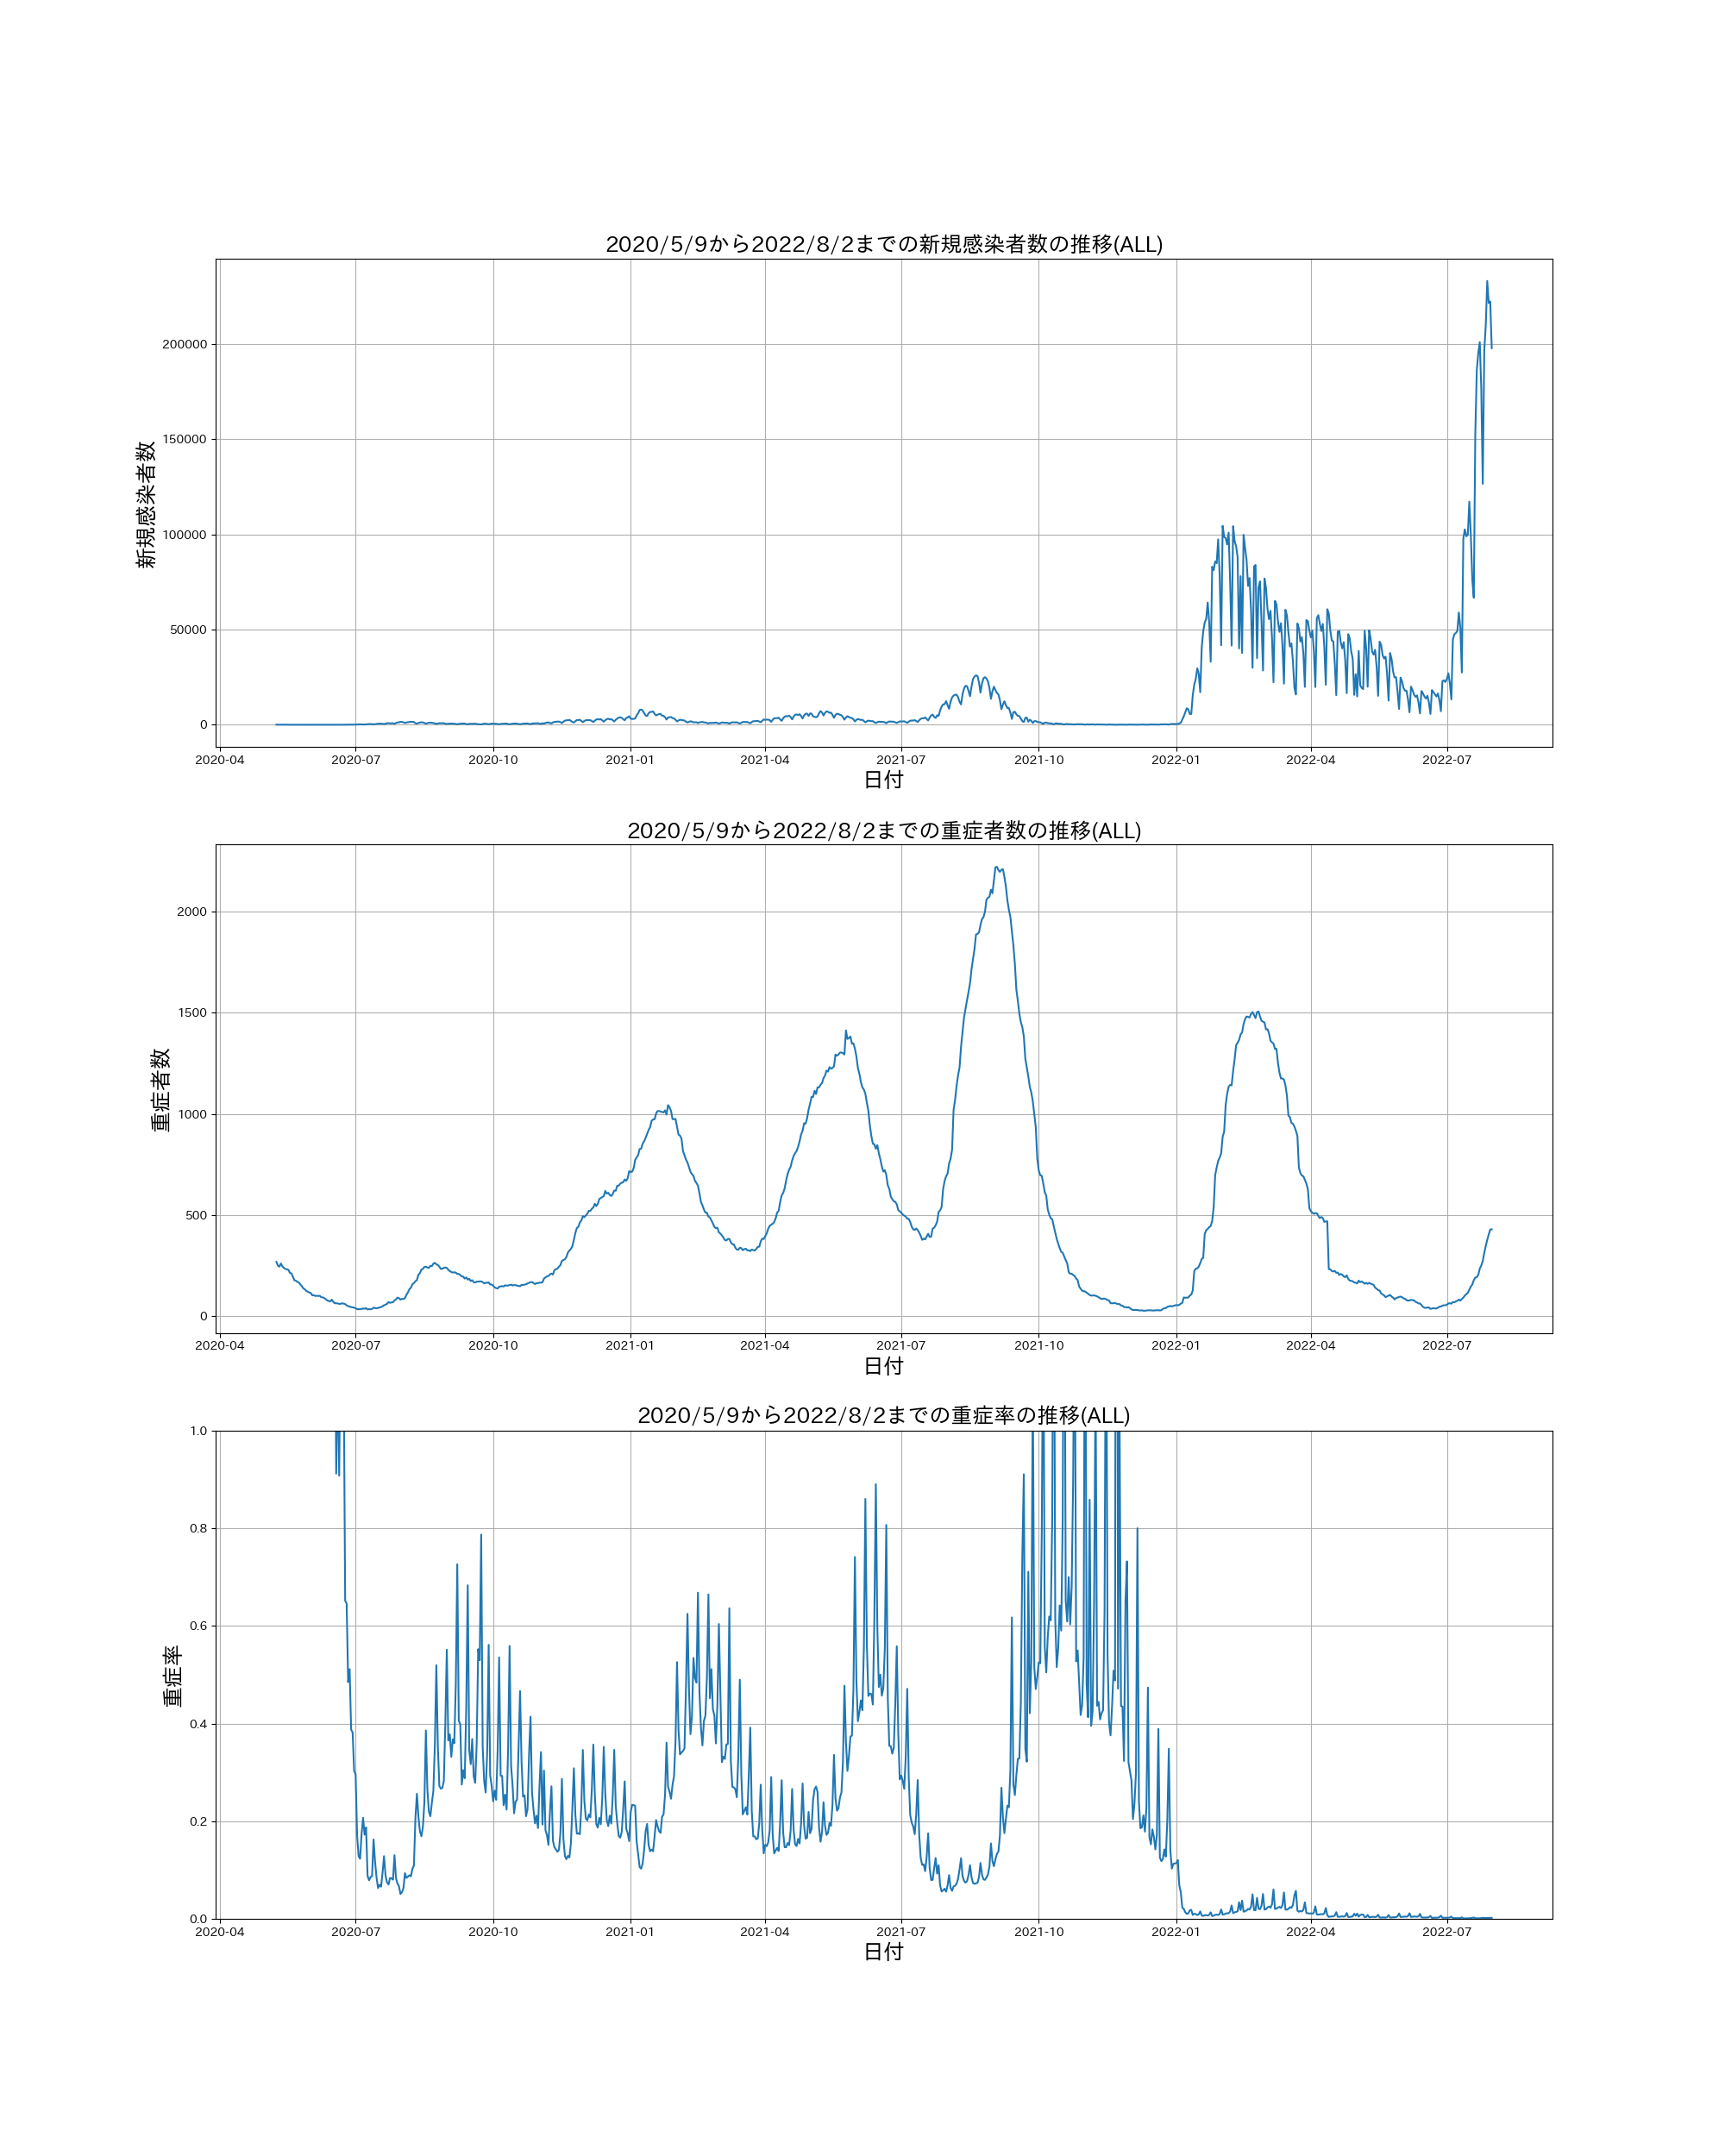 2020/5/9から2022/8/2までの新規感染者数の推移(ALL)
新規感染者数
200000
150000
100000
50000
0
2020-04 2020-07 2020-10 2021-01 2021-04 2021-07 2021-10 2022-01 2022-04 2022-07
日付
2020/5/9から2022/8/2までの重症者数の推移(ALL)
重症者数
2000
1500
1000
500
0
2020-04 2020-07 2020-10 2021-01 2021-04 2021-07 2021-10 2022-01 2022-04 2022-07
日付
2020/5/9から2022/8/2までの重症率の推移(ALL)
重症率
1.0
0.8
0.6
0.4
0.2
0.0
2020-04 2020-07 2020-10 2021-01 2021-04 2021-07 2021-10 2022-01 2022-04 2022-07
日付